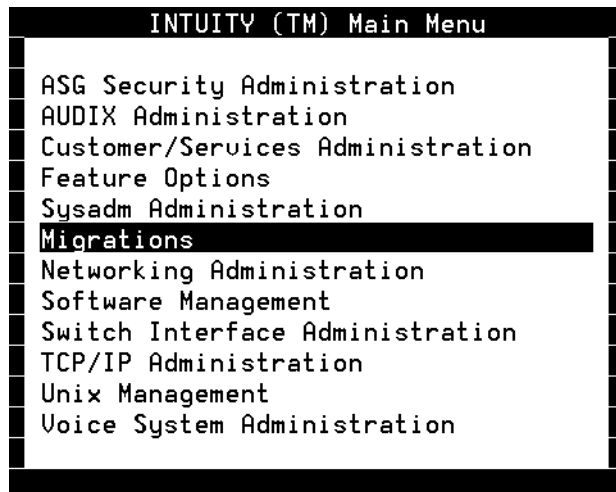 INTUITY (TM) Main Menu
ASG Security Administration
AUDIX Administration
Customer/Services Administration
Feature Options
Sysadm Administration
Migrations
Networking Administration
Software Management
Switch Interface Administration
TCP/IP Administration
Unix Management
Voice System Administration